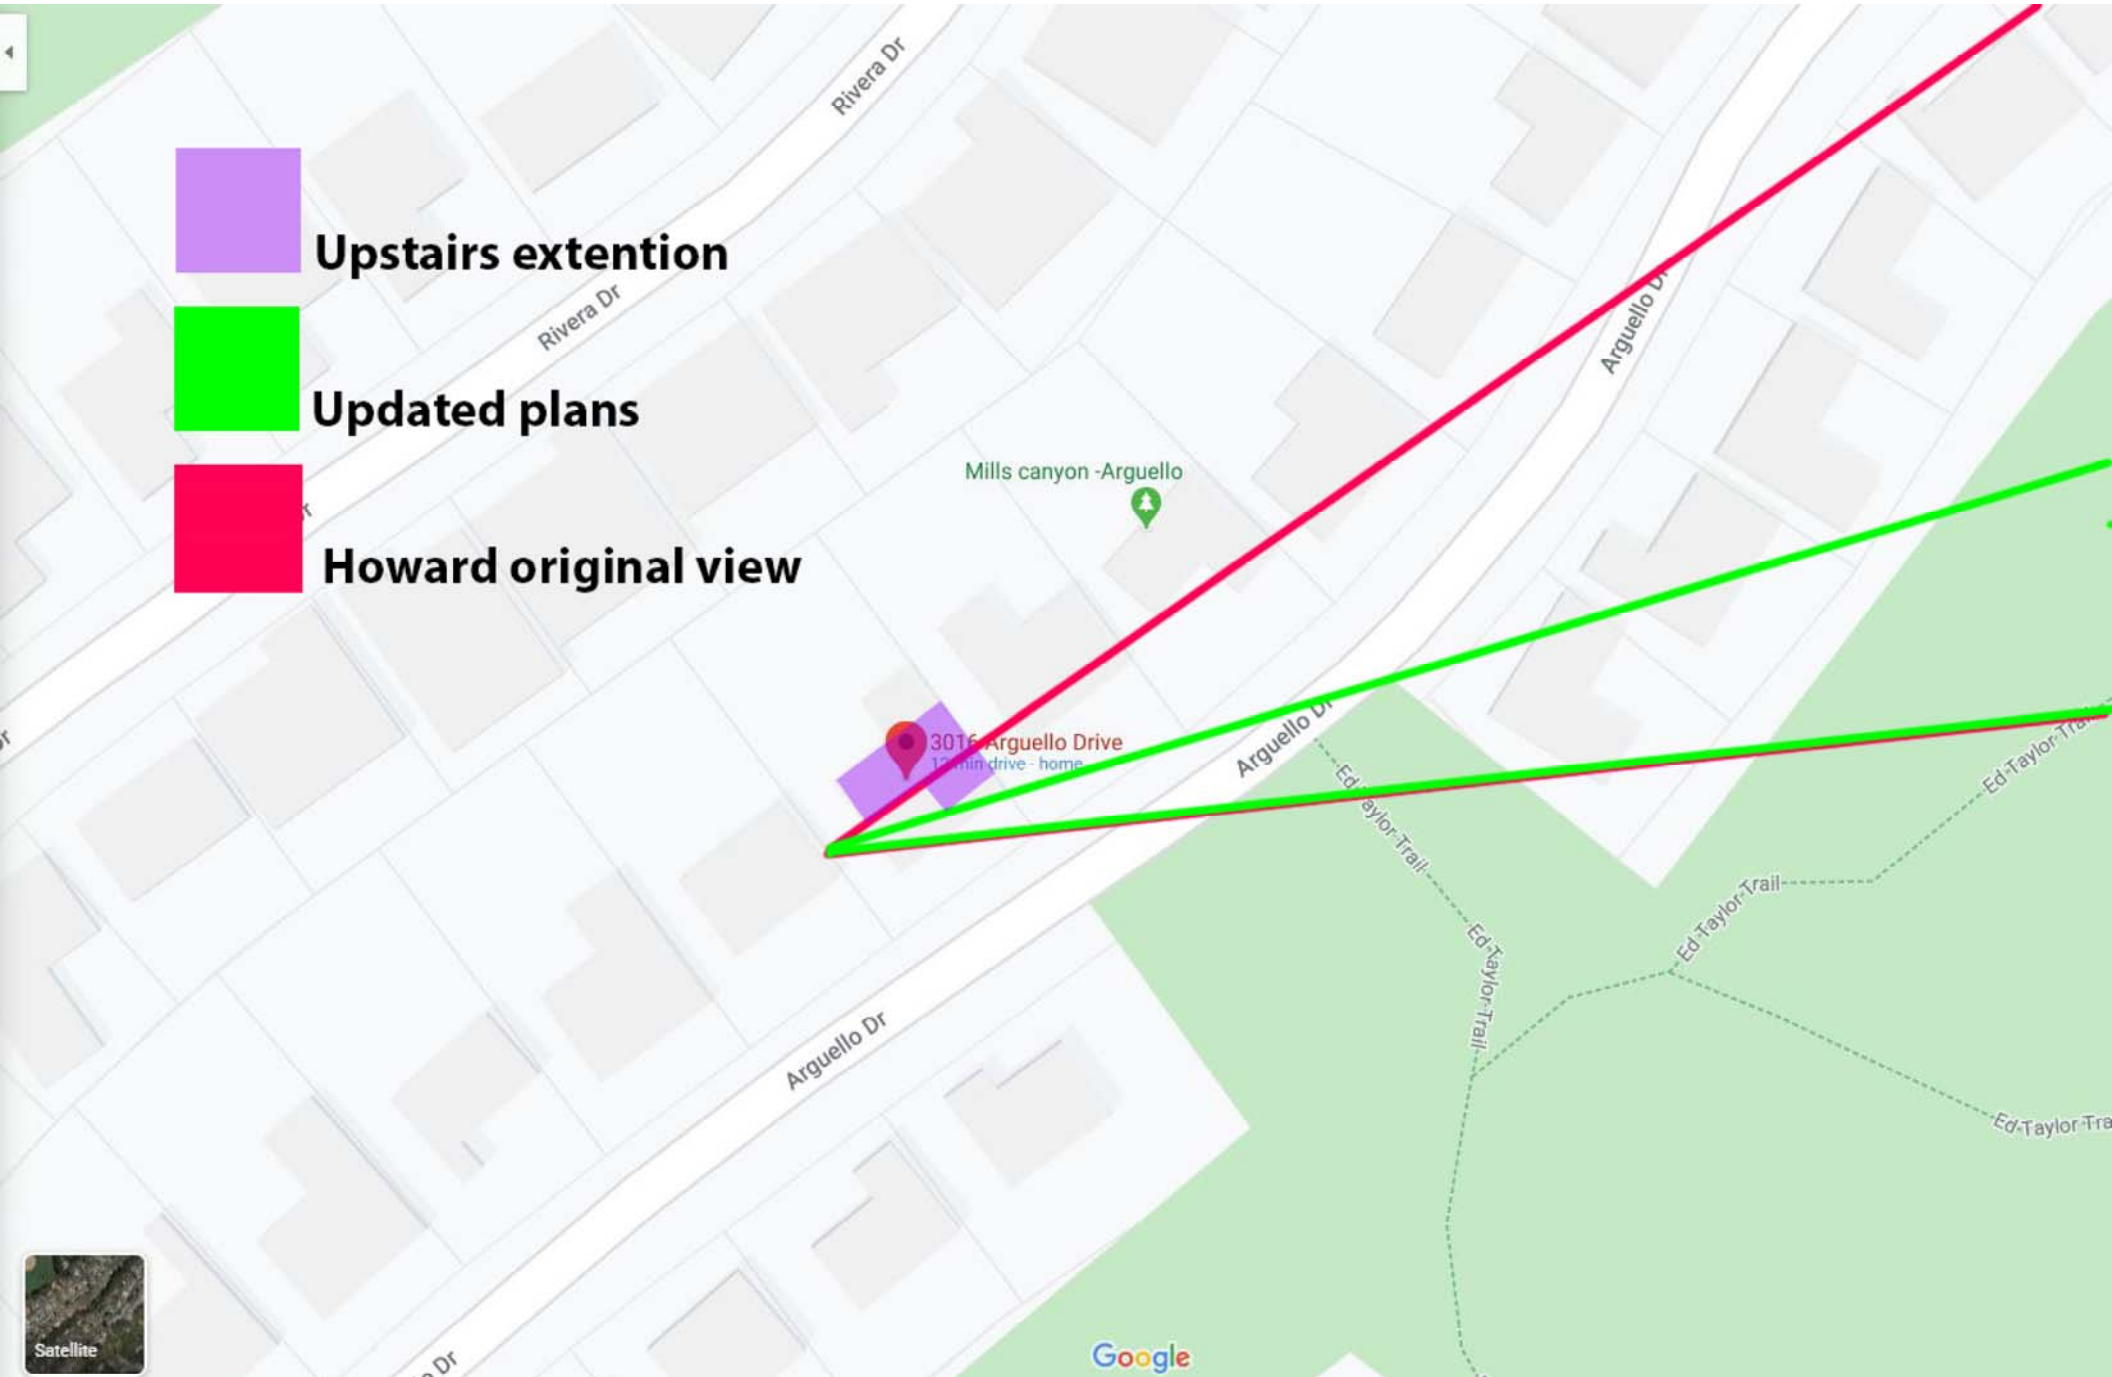 Rivera Dr
Upstairs extention
Rivera Dr
Updated plans
Arguello Dr
Mills canyon -Arguello
Howard original view
3016 Arguello Drive
12 min drive - home
Arguello Dr
Ed Taylor Trail
Ed Taylor Trail
Ed Taylor Trail
Ed Taylor Trail
Arguello Dr
Ed Taylor Tra
Satellite
Google
o Dr